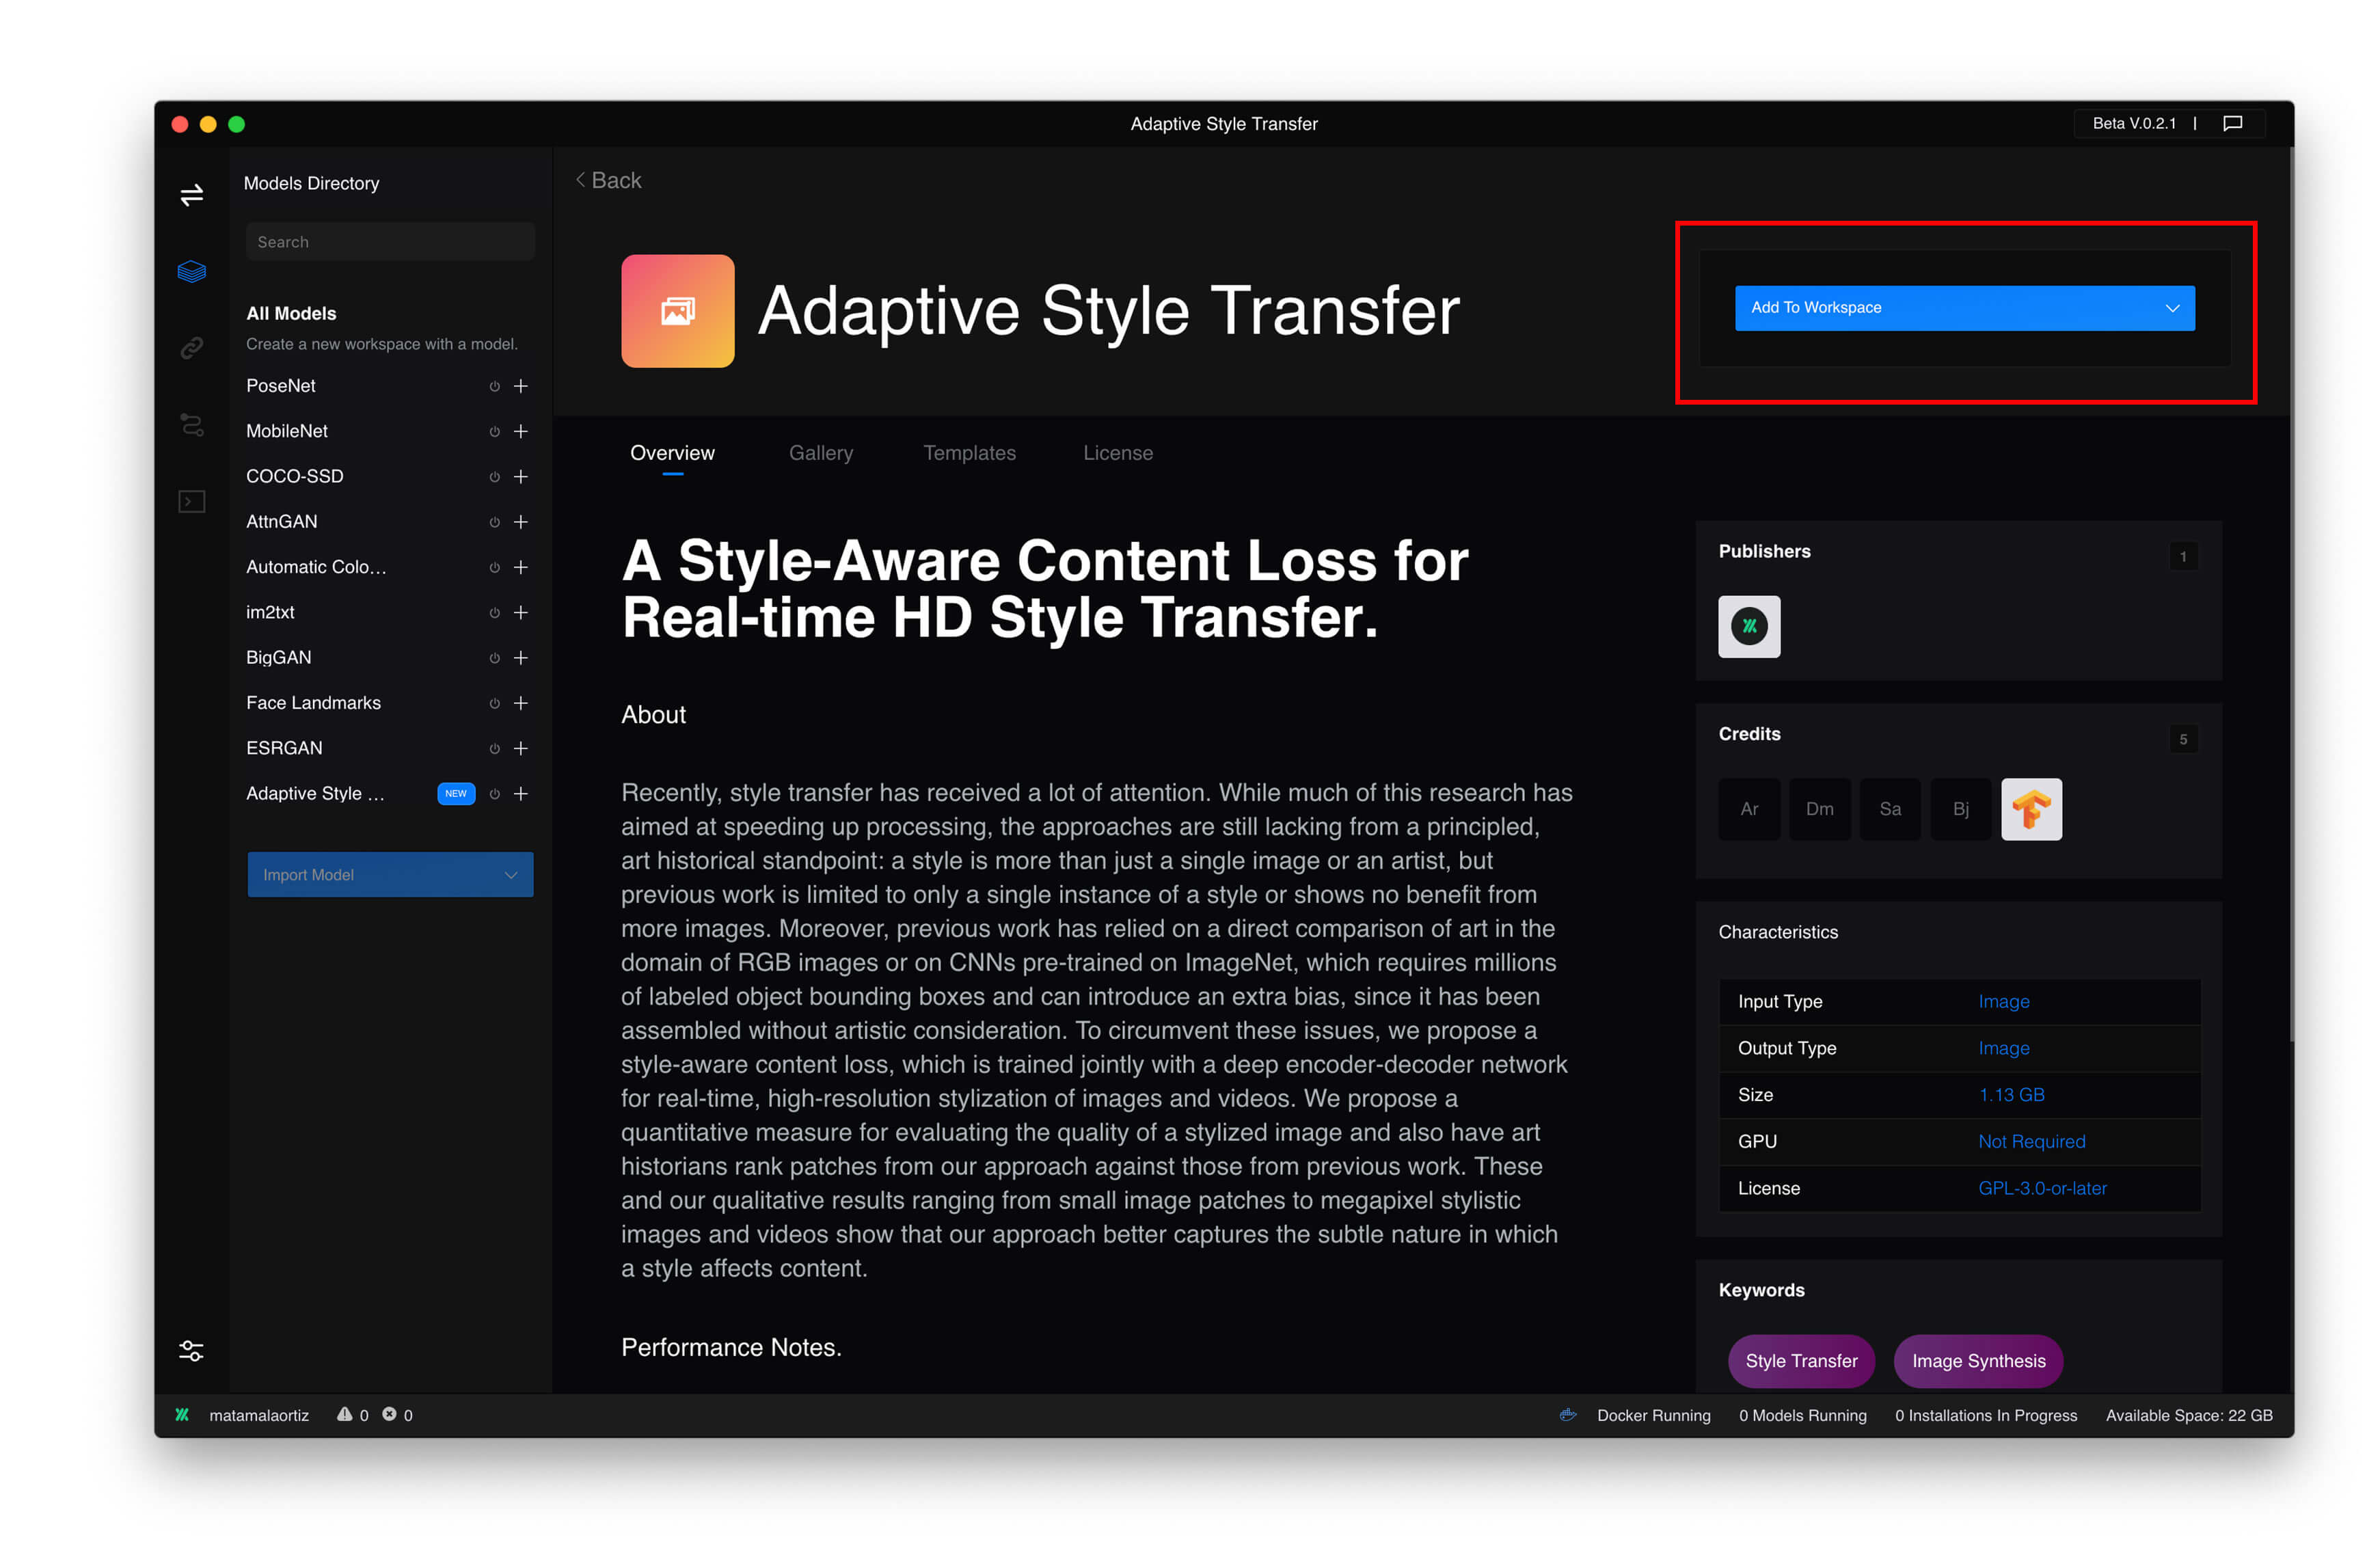 Adaptive Style Transfer
Beta V.0.2.1 |
Models Directory
Search
All Models
Create a new workspace with a model.
PoseNet
MobileNet
COCO-SSD
AttnGAN
Automatic Colo...
im2txt
BigGAN
Face Landmarks
ESRGAN
Adaptive Style ... NEW
Import Model
Back
Adaptive Style Transfer
Add To Workspace
Overview Gallery Templates License
A Style-Aware Content Loss for
Real-time HD Style Transfer.
About
Recently, style transfer has received a lot of attention. While much of this research has
aimed at speeding up processing, the approaches are still lacking from a principled,
art historical standpoint: a style is more than just a single image or an artist, but
previous work is limited to only a single instance of a style or shows no benefit from
more images. Moreover, previous work has relied on a direct comparison of art in the
domain of RGB images or on CNNs pre-trained on ImageNet, which requires millions
of labeled object bounding boxes and can introduce an extra bias, since it has been
assembled without artistic consideration. To circumvent these issues, we propose a
style-aware content loss, which is trained jointly with a deep encoder-decoder network
for real-time, high-resolution stylization of images and videos. We propose a
quantitative measure for evaluating the quality of a stylized image and also have art
historians rank patches from our approach against those from previous work. These
and our qualitative results ranging from small image patches to megapixel stylistic
images and videos show that our approach better captures the subtle nature in which
a style affects content.
Performance Notes.
Publishers 1
Credits 5
Ar Dm Sa Bj
Characteristics
Input Type Image
Output Type Image
Size 1.13 GB
GPU Not Required
License GPL-3.0-or-later
Keywords
Style Transfer Image Synthesis
matamalaortiz 0 0
Docker Running 0 Models Running 0 Installations In Progress Available Space: 22 GB